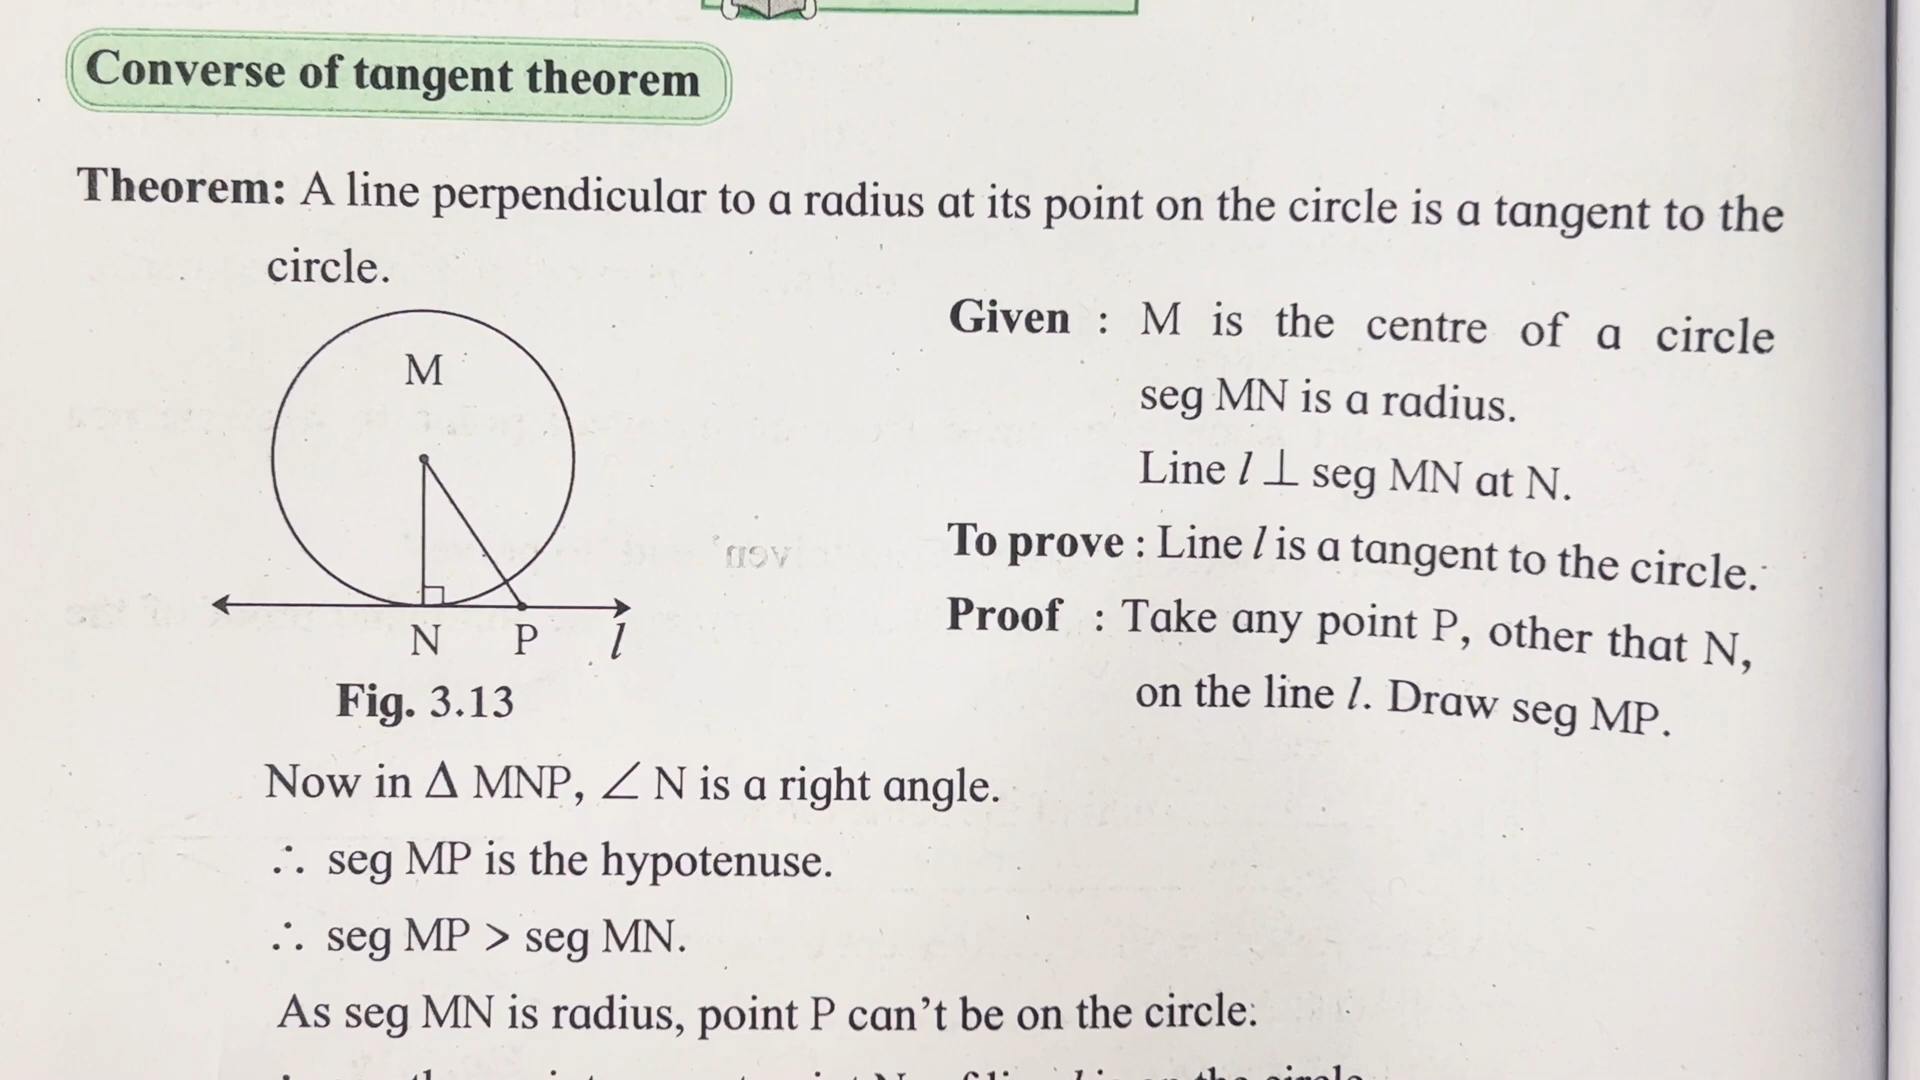 Converse of tangent theorem
Theorem: A line perpendicular to a radius at its point on the circle is a tangent to the
circle.
M
N P l
Fig. 3.13
Given : M is the centre of a circle
seg MN is a radius.
Line l ⊥ seg MN at N.
To prove : Line l is a tangent to the circle.
Proof : Take any point P, other that N,
on the line l. Draw seg MP.
Now in Δ MNP, ∠ N is a right angle.
∴ seg MP is the hypotenuse.
∴ seg MP > seg MN.
As seg MN is radius, point P can't be on the circle.